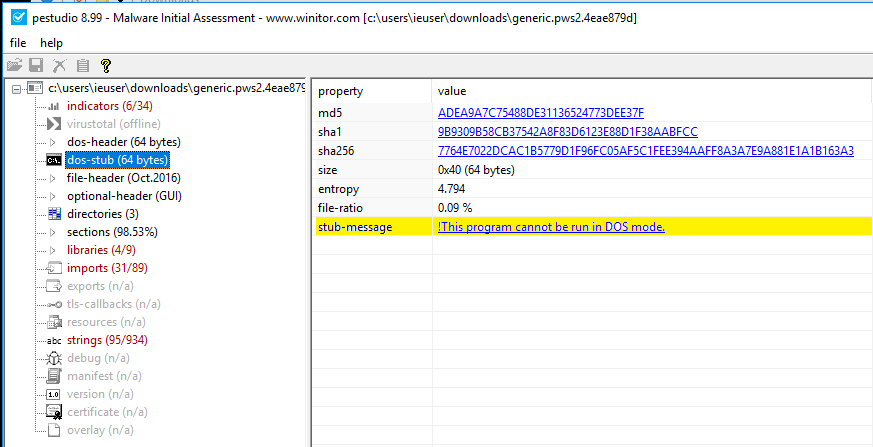 pestudio 8.99 - Malware Initial Assessment - www.winitor.com [c:\users\ieuser\downloads\generic.pws2.4eae879d]
file help
?
c:\users\ieuser\downloads\generic.pws2.4eae879
indicators (6/34)
virustotal (offline)
dos-header (64 bytes)
C:\. dos-stub (64 bytes)
file-header (Oct.2016)
optional-header (GUI)
directories (3)
sections (98.53%)
libraries (4/9)
imports (31/89)
exports (n/a)
tls-callbacks (n/a)
resources (n/a)
abc strings (95/934)
debug (n/a)
manifest (n/a)
1.0 version (n/a)
certificate (n/a)
overlay (n/a)
property value
md5 ADEA9A7C75488DE31136524773DEE37F
sha1 9B9309B58CB37542A8F83D6123E88D1F38AABFCC
sha256 7764E7022DCAC1B5779D1F96FC05AF5C1FEE394AAFF8A3A7E9A881E1A1B163A3
size 0x40 (64 bytes)
entropy 4.794
file-ratio 0.09 %
stub-message !This program cannot be run in DOS mode.